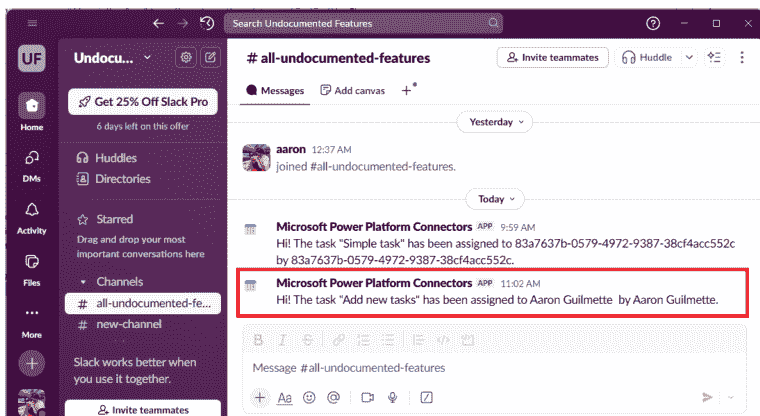 Search Undocumented Features
UF
Undocu...
# all-undocumented-features
Invite teammates
Huddle
Messages
Add canvas
Get 25% Off Slack Pro
6 days left on this offer
Home
DMs
Activity
Files
More
Huddles
Directories
Starred
Drag and drop your most
important conversations here
Channels
# all-undocumented-fe...
# new-channel
Slack works better when
you use it together.
Invite teammates
Yesterday
aaron 12:37 AM
joined #all-undocumented-features.
Today
Microsoft Power Platform Connectors APP 9:59 AM
Hi! The task "Simple task" has been assigned to 83a7637b-0579-4972-9387-38cf4acc552c
by 83a7637b-0579-4972-9387-38cf4acc552c.
Microsoft Power Platform Connectors APP 11:02 AM
Hi! The task "Add new tasks" has been assigned to Aaron Guilmette by Aaron Guilmette.
B I S
Message #all-undocumented-features
Aa